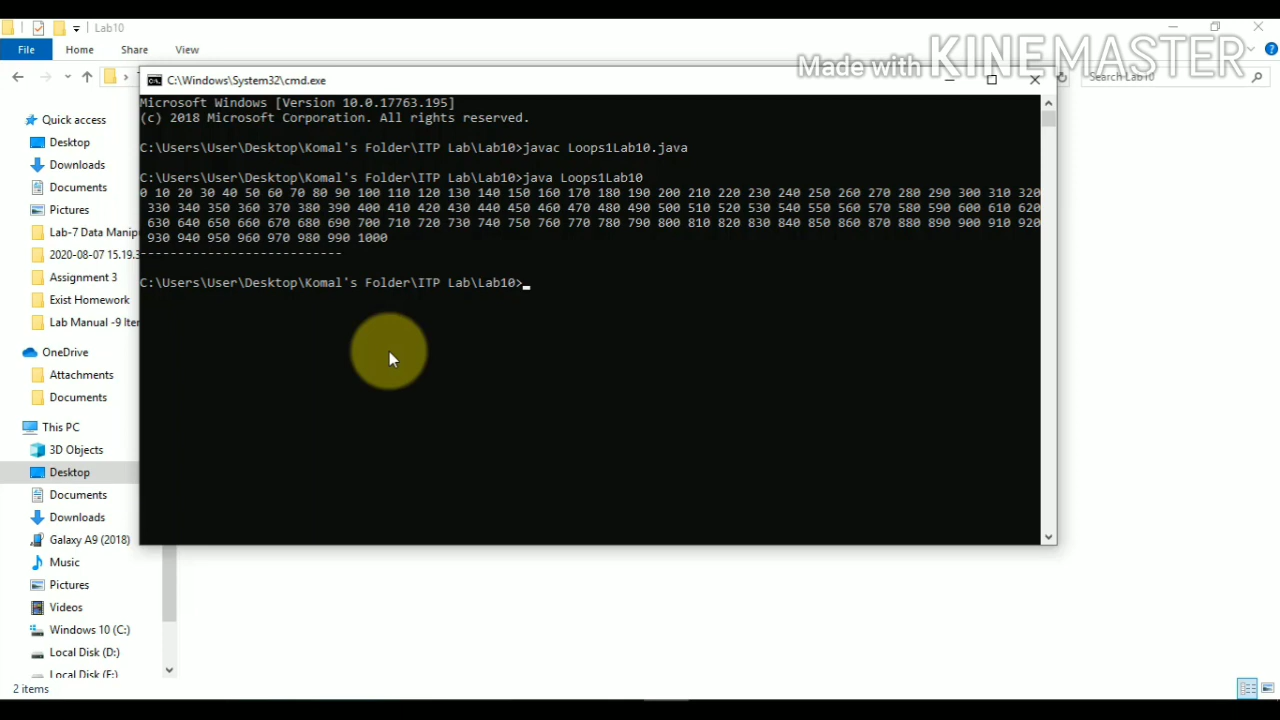 Lab10
File Home Share View
Made with KINEMASTER
Search Lab10
C:\Windows\System32\cmd.exe
Microsoft Windows [Version 10.0.17763.195]
(c) 2018 Microsoft Corporation. All rights reserved.
C:\Users\User\Desktop\Komal's Folder\ITP Lab\Lab10>javac Loops1Lab10.java
C:\Users\User\Desktop\Komal's Folder\ITP Lab\Lab10>java Loops1Lab10
0 10 20 30 40 50 60 70 80 90 100 110 120 130 140 150 160 170 180 190 200 210 220 230 240 250 260 270 280 290 300 310 320
330 340 350 360 370 380 390 400 410 420 430 440 450 460 470 480 490 500 510 520 530 540 550 560 570 580 590 600 610 620
630 640 650 660 670 680 690 700 710 720 730 740 750 760 770 780 790 800 810 820 830 840 850 860 870 880 890 900 910 920
930 940 950 960 970 980 990 1000
---------------------------
C:\Users\User\Desktop\Komal's Folder\ITP Lab\Lab10>
Quick access
Desktop
Downloads
Documents
Pictures
Lab-7 Data Manip
2020-08-07 15.19.3
Assignment 3
Exist Homework
Lab Manual -9 Iter
OneDrive
Attachments
Documents
This PC
3D Objects
Desktop
Documents
Downloads
Galaxy A9 (2018)
Music
Pictures
Videos
Windows 10 (C:)
Local Disk (D:)
Local Disk (E:)
2 items